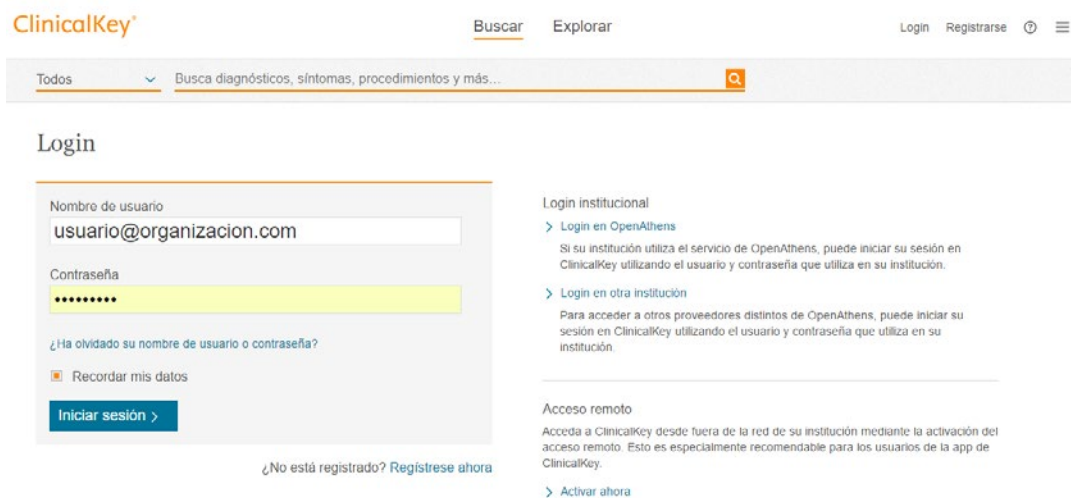 ClinicalKey®
Buscar Explorar
Login Registrarse ?
Todos
Busca diagnósticos, síntomas, procedimientos y más...
Login
Nombre de usuario
usuario@organizacion.com
Contraseña
•••••••••
¿Ha olvidado su nombre de usuario o contraseña?
Recordar mis datos
Iniciar sesión >
¿No está registrado? Regístrese ahora
Login institucional
> Login en OpenAthens
Si su institución utiliza el servicio de OpenAthens, puede iniciar su sesión en
ClinicalKey utilizando el usuario y contraseña que utiliza en su institución.
> Login en otra institución
Para acceder a otros proveedores distintos de OpenAthens, puede iniciar su
sesión en ClinicalKey utilizando el usuario y contraseña que utiliza en su
institución.
Acceso remoto
Acceda a ClinicalKey desde fuera de la red de su institución mediante la activación del
acceso remoto. Esto es especialmente recomendable para los usuarios de la app de
ClinicalKey.
> Activar ahora